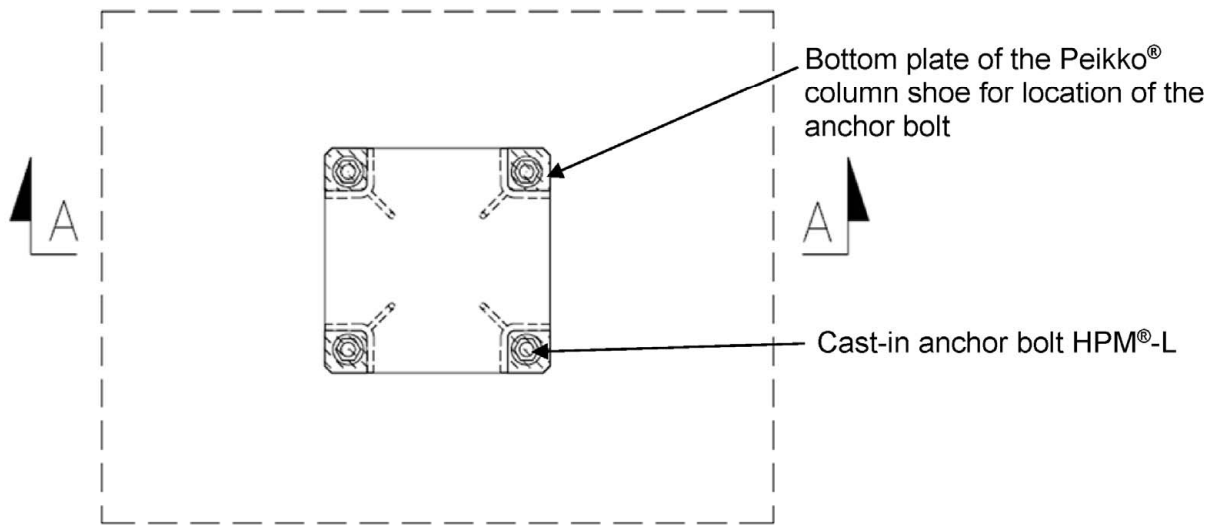 Bottom plate of the Peikko®
column shoe for location of the
anchor bolt
A
A
Cast-in anchor bolt HPM®-L